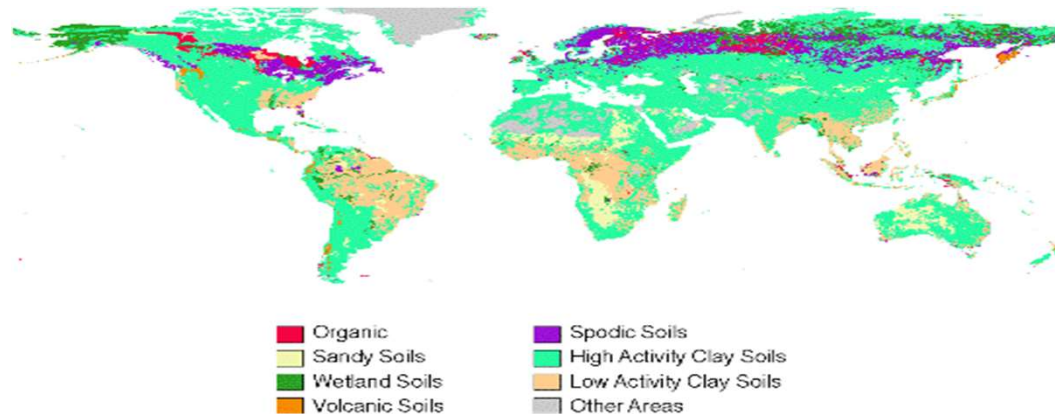 Organic
Sandy Soils
Wetland Soils
Volcanic Soils
Spodic Soils
High Activity Clay Soils
Low Activity Clay Soils
Other Areas